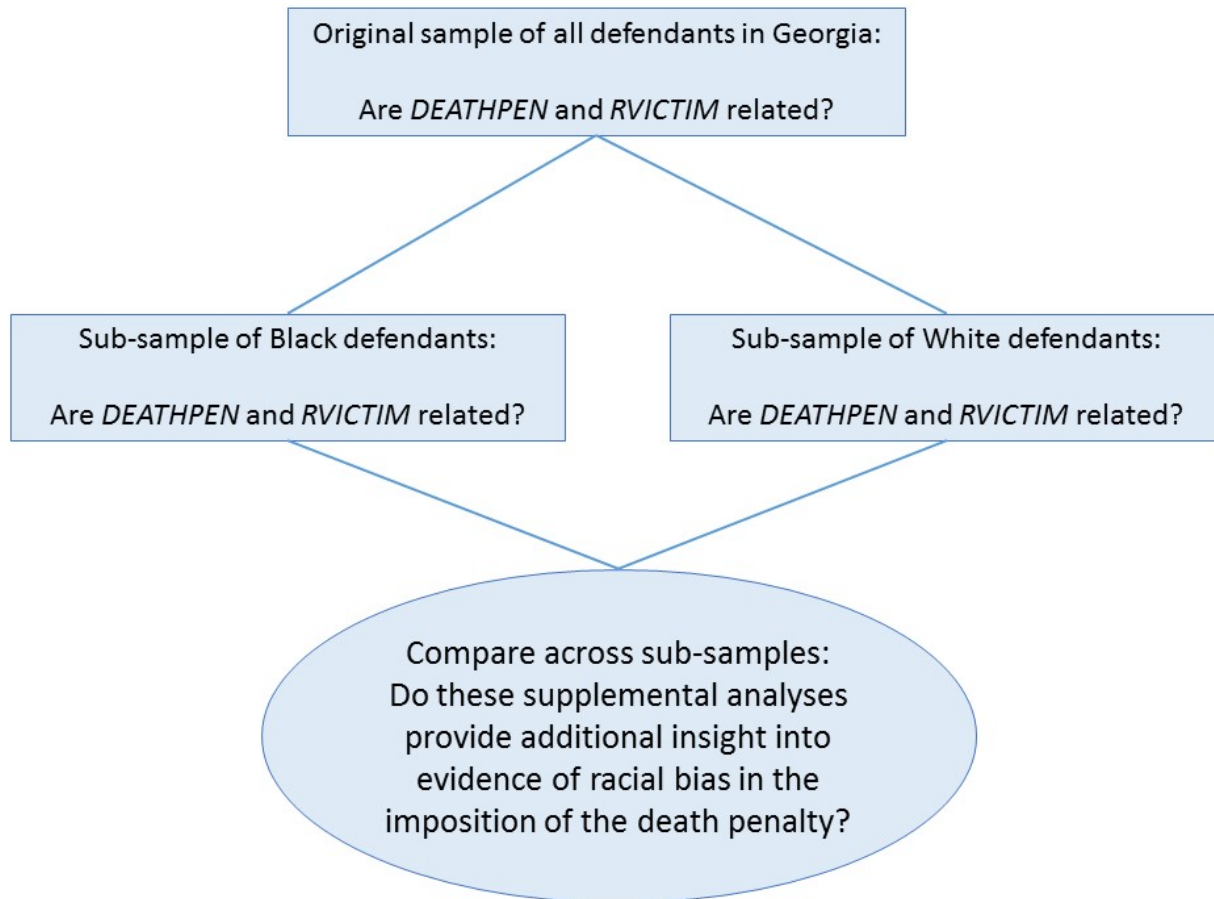 Original sample of all defendants in Georgia:
Are DEATHPEN and RVICTIM related?
Sub-sample of Black defendants:
Are DEATHPEN and RVICTIM related?
Sub-sample of White defendants:
Are DEATHPEN and RVICTIM related?
Compare across sub-samples:
Do these supplemental analyses
provide additional insight into
evidence of racial bias in the
imposition of the death penalty?